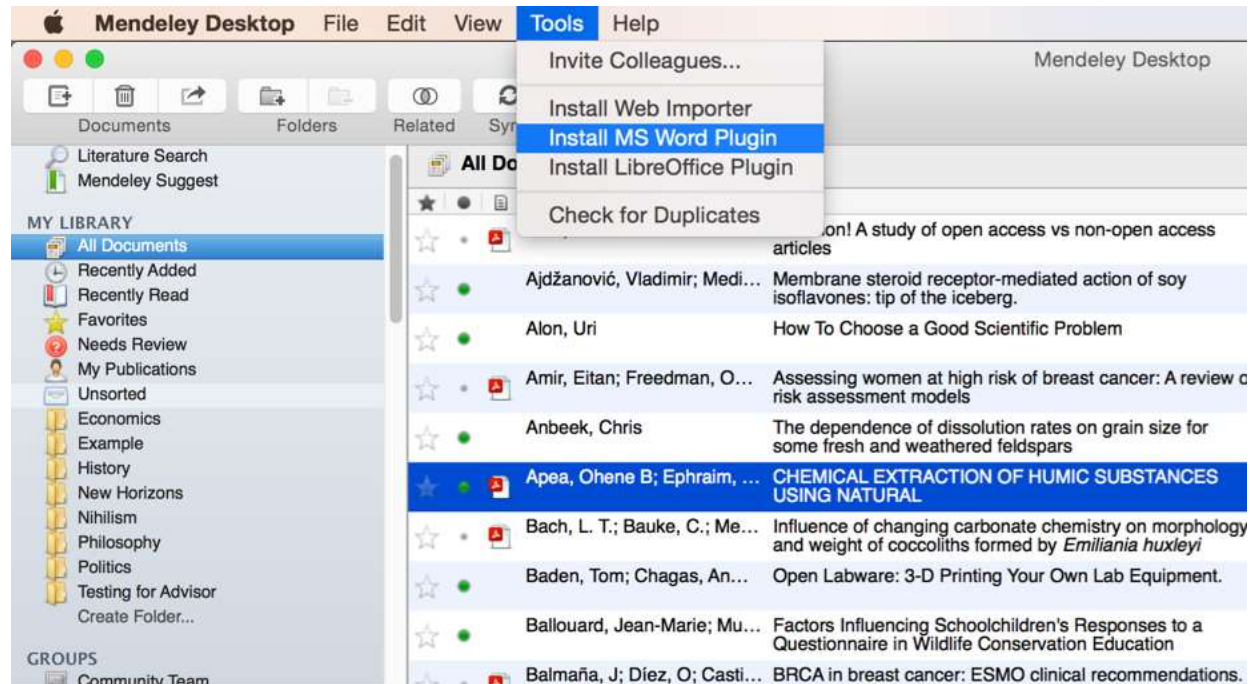 Mendeley Desktop File Edit View Tools Help
Mendeley Desktop
Invite Colleagues...
Install Web Importer
Install MS Word Plugin
Install LibreOffice Plugin
Check for Duplicates
Documents Folders Related
Literature Search
Mendeley Suggest
MY LIBRARY
All Documents
Recently Added
Recently Read
Favorites
Needs Review
My Publications
Unsorted
Economics
Example
History
New Horizons
Nihilism
Philosophy
Politics
Testing for Advisor
Create Folder...
GROUPS
Community Team
All Do
on! A study of open access vs non-open access
articles
Ajdžanović, Vladimir; Medi... Membrane steroid receptor-mediated action of soy
isoflavones: tip of the iceberg.
Alon, Uri How To Choose a Good Scientific Problem
Amir, Eitan; Freedman, O... Assessing women at high risk of breast cancer: A review o
risk assessment models
Anbeek, Chris The dependence of dissolution rates on grain size for
some fresh and weathered feldspars
Apea, Ohene B; Ephraim, ... CHEMICAL EXTRACTION OF HUMIC SUBSTANCES
USING NATURAL
Bach, L. T.; Bauke, C.; Me... Influence of changing carbonate chemistry on morphology
and weight of coccoliths formed by Emiliania huxleyi
Baden, Tom; Chagas, An... Open Labware: 3-D Printing Your Own Lab Equipment.
Ballouard, Jean-Marie; Mu... Factors Influencing Schoolchildren's Responses to a
Questionnaire in Wildlife Conservation Education
Balmaña, J; Díez, O; Casti... BRCA in breast cancer: ESMO clinical recommendations.